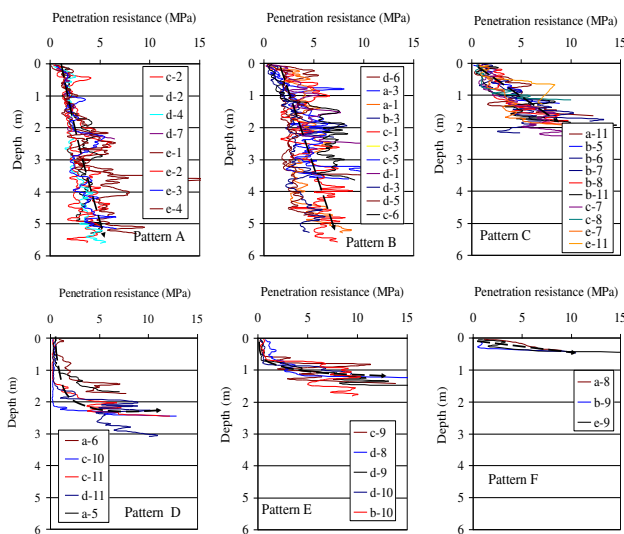 Penetration resistance (MPa)
0 5 10 15
Depth (m)
0
1
2
3
4
5
6
c-2
d-2
d-4
d-7
e-1
e-2
e-3
e-4
Pattern A
Penetration resistance (MPa)
0 5 10 15
Depth (m)
0
1
2
3
4
5
6
d-6
a-3
a-1
b-3
c-1
c-3
c-5
d-1
d-3
d-5
c-6
Pattern B
Penetration resistance (MPa)
0 5 10 15
Depth (m)
0
1
2
3
4
5
6
a-11
b-5
b-6
b-7
b-8
b-11
c-7
c-8
e-7
e-11
Pattern C
Penetration resistance (MPa)
0 5 10 15
Depth (m)
0
1
2
3
4
5
6
a-6
c-10
c-11
d-11
a-5
Pattern D
Penetration resistance (MPa)
0 5 10 15
Depth (m)
0
1
2
3
4
5
6
c-9
d-8
d-9
d-10
b-10
Pattern E
Penetration resistance (MPa)
0 5 10 15
Depth (m)
0
1
2
3
4
5
6
a-8
b-9
e-9
Pattern F